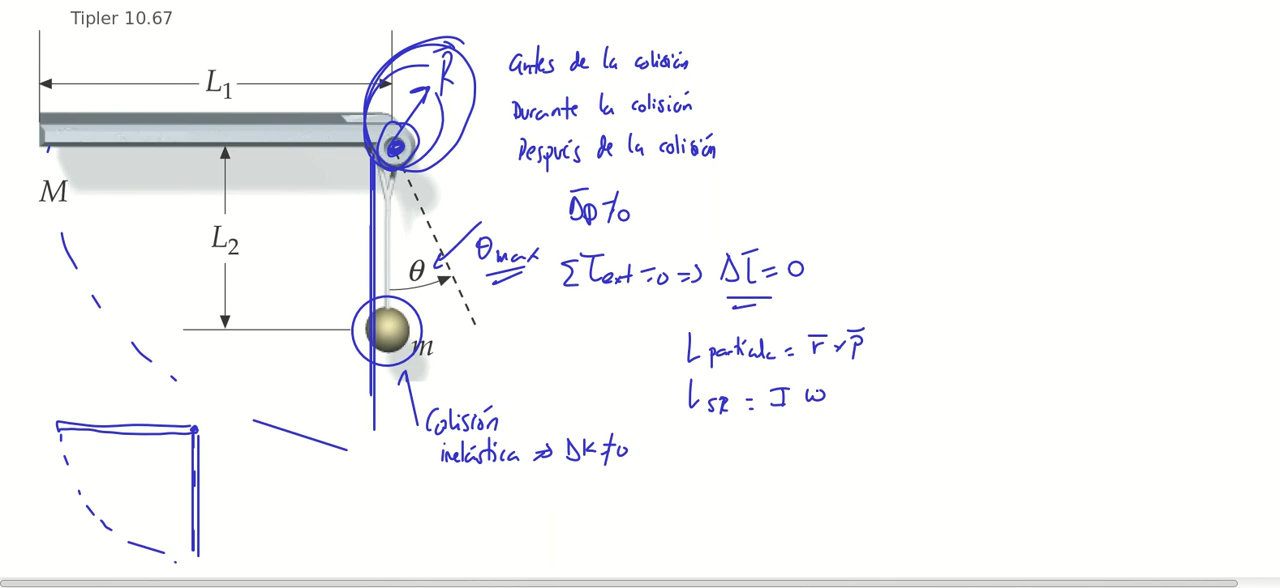 Tipler 10.67
L₁
R
M
L₂
θ
m
θmax
Antes de la colisión
Durante la colisión
Después de la colisión
Δp̄ ≠ 0
Στext = 0 => ΔL̄ = 0
L partícula = r̄ × p̄
L SR = I ω
Colisión
inelástica => ΔK ≠ 0